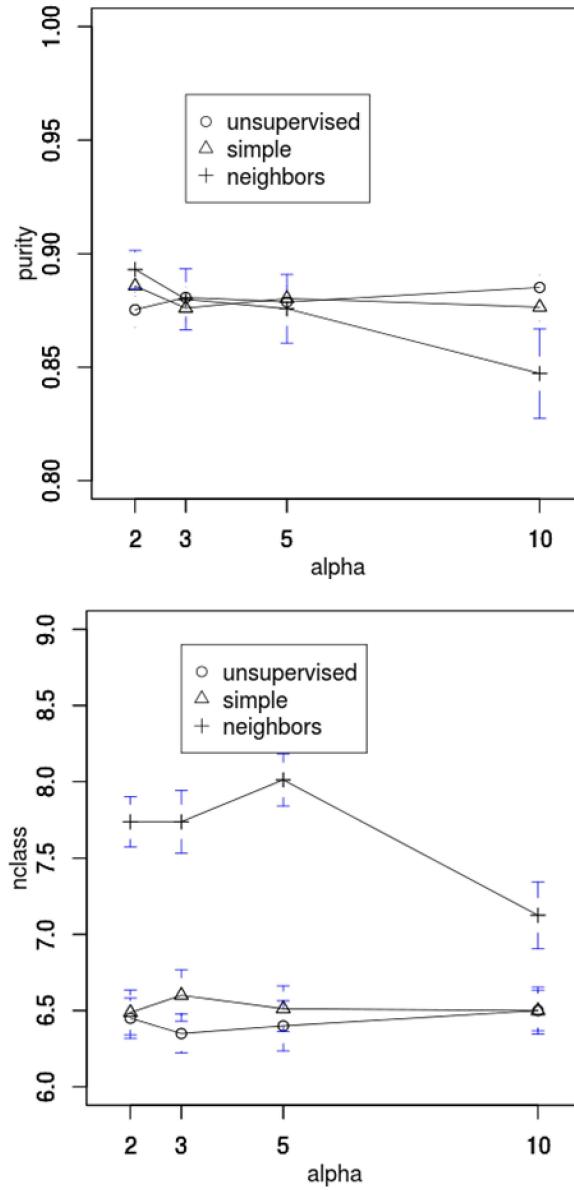 1.00
0.95
0.90
0.85
0.80
purity
unsupervised
simple
neighbors
2 3 5 10
alpha
9.0
8.5
8.0
7.5
7.0
6.5
6.0
nclass
unsupervised
simple
neighbors
2 3 5 10
alpha